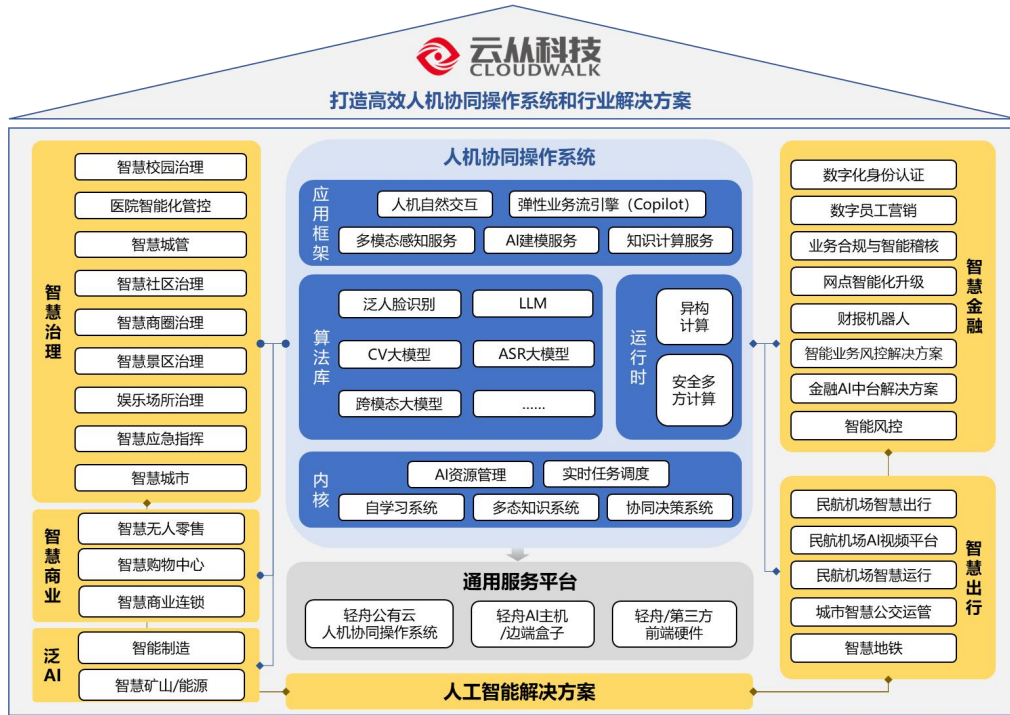 云从科技
CLOUDWALK
打造高效人机协同操作系统和行业解决方案
智慧治理
智慧校园治理
医院智能化管控
智慧城管
智慧社区治理
智慧商圈治理
智慧景区治理
娱乐场所治理
智慧应急指挥
智慧城市
智慧商业
智慧无人零售
智慧购物中心
智慧商业连锁
泛
AI
智能制造
智慧矿山/能源
人机协同操作系统
应用框架
人机自然交互
弹性业务流引擎（Copilot）
多模态感知服务
AI建模服务
知识计算服务
算法库
泛人脸识别
LLM
CV大模型
ASR大模型
跨模态大模型
……
运行时
异构
计算
安全多
方计算
内核
AI资源管理
实时任务调度
自学习系统
多态知识系统
协同决策系统
通用服务平台
轻舟公有云
人机协同操作系统
轻舟AI主机
/边端盒子
轻舟/第三方
前端硬件
人工智能解决方案
数字化身份认证
数字员工营销
业务合规与智能稽核
网点智能化升级
财报机器人
智能业务风控解决方案
金融AI中台解决方案
智能风控
智慧金融
民航机场智慧出行
民航机场AI视频平台
民航机场智慧运行
城市智慧公交运管
智慧地铁
智慧出行